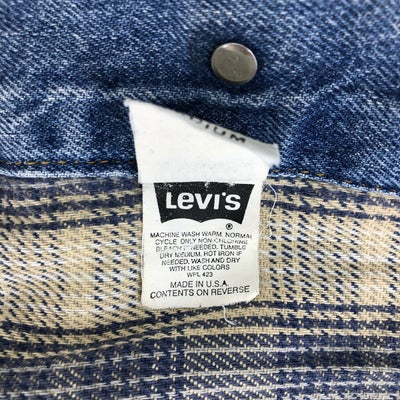 LEVI'S
®
MACHINE WASH WARM. NORMAL
CYCLE. ONLY NON-CHLORINE
BLEACH IF NEEDED. TUMBLE
DRY MEDIUM. HOT IRON IF
NEEDED. WASH AND DRY
WITH LIKE COLORS
WPL 423
MADE IN U.S.A.
CONTENTS ON REVERSE